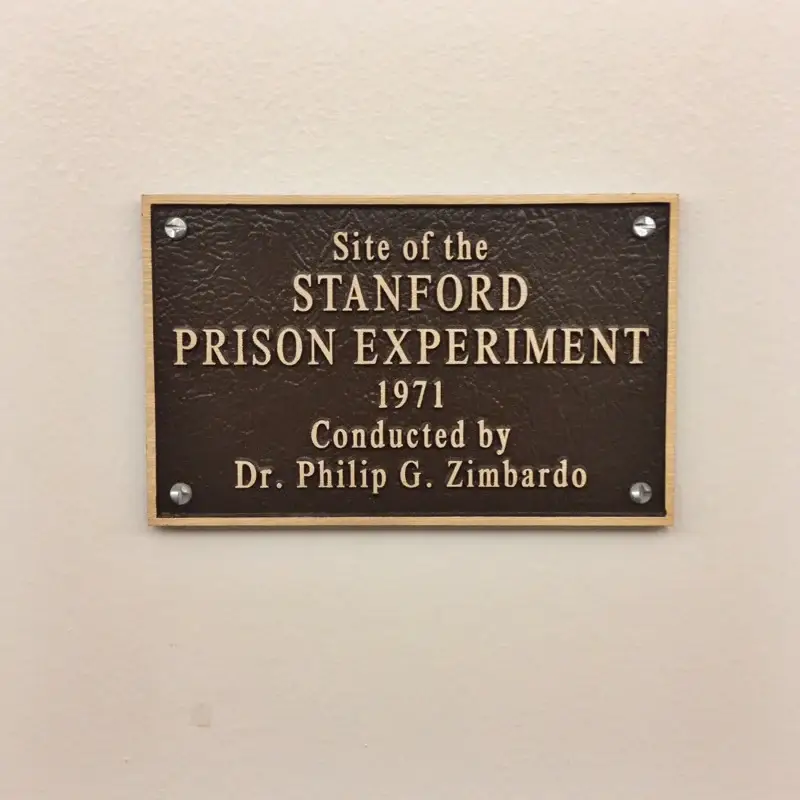 Site of the
STANFORD
PRISON EXPERIMENT
1971
Conducted by
Dr. Philip G. Zimbardo